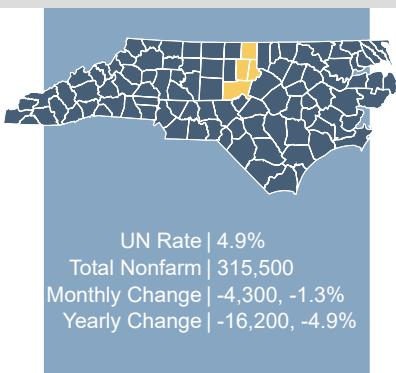 UN Rate | 4.9%
Total Nonfarm | 315,500
Monthly Change | -4,300, -1.3%
Yearly Change | -16,200, -4.9%